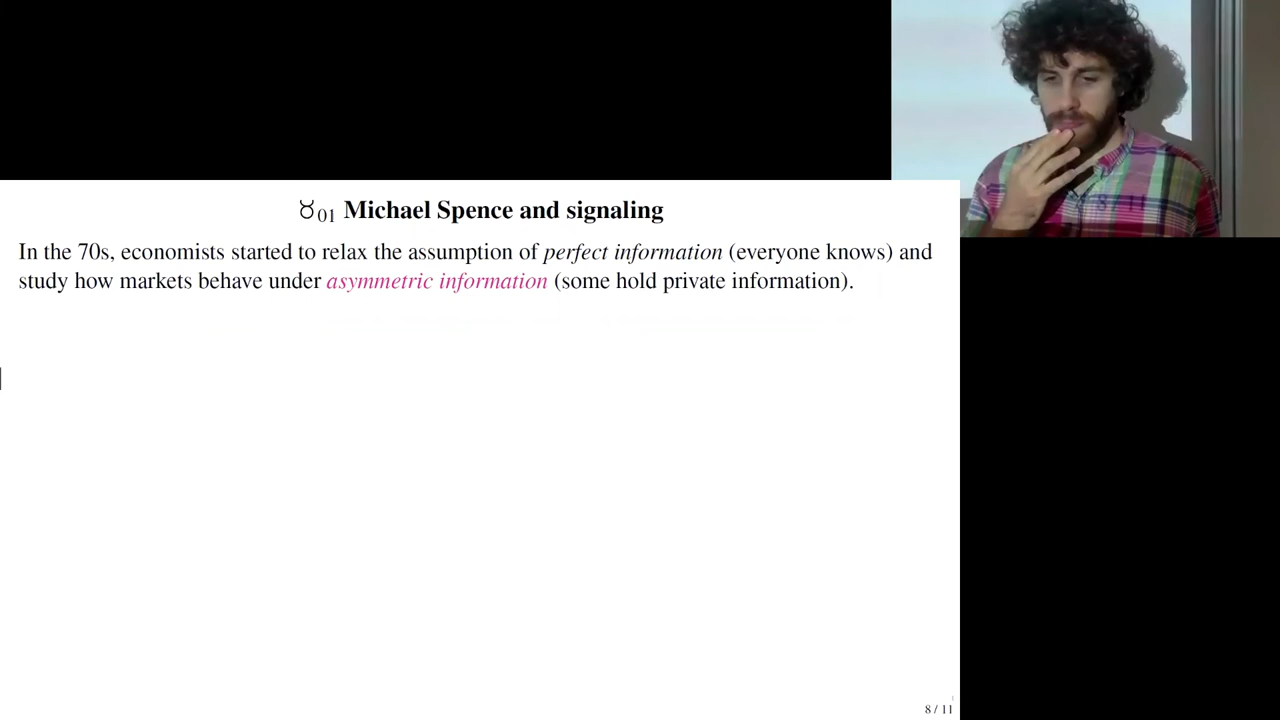 ♉01 Michael Spence and signaling
In the 70s, economists started to relax the assumption of perfect information (everyone knows) and
study how markets behave under asymmetric information (some hold private information).
8 / 11